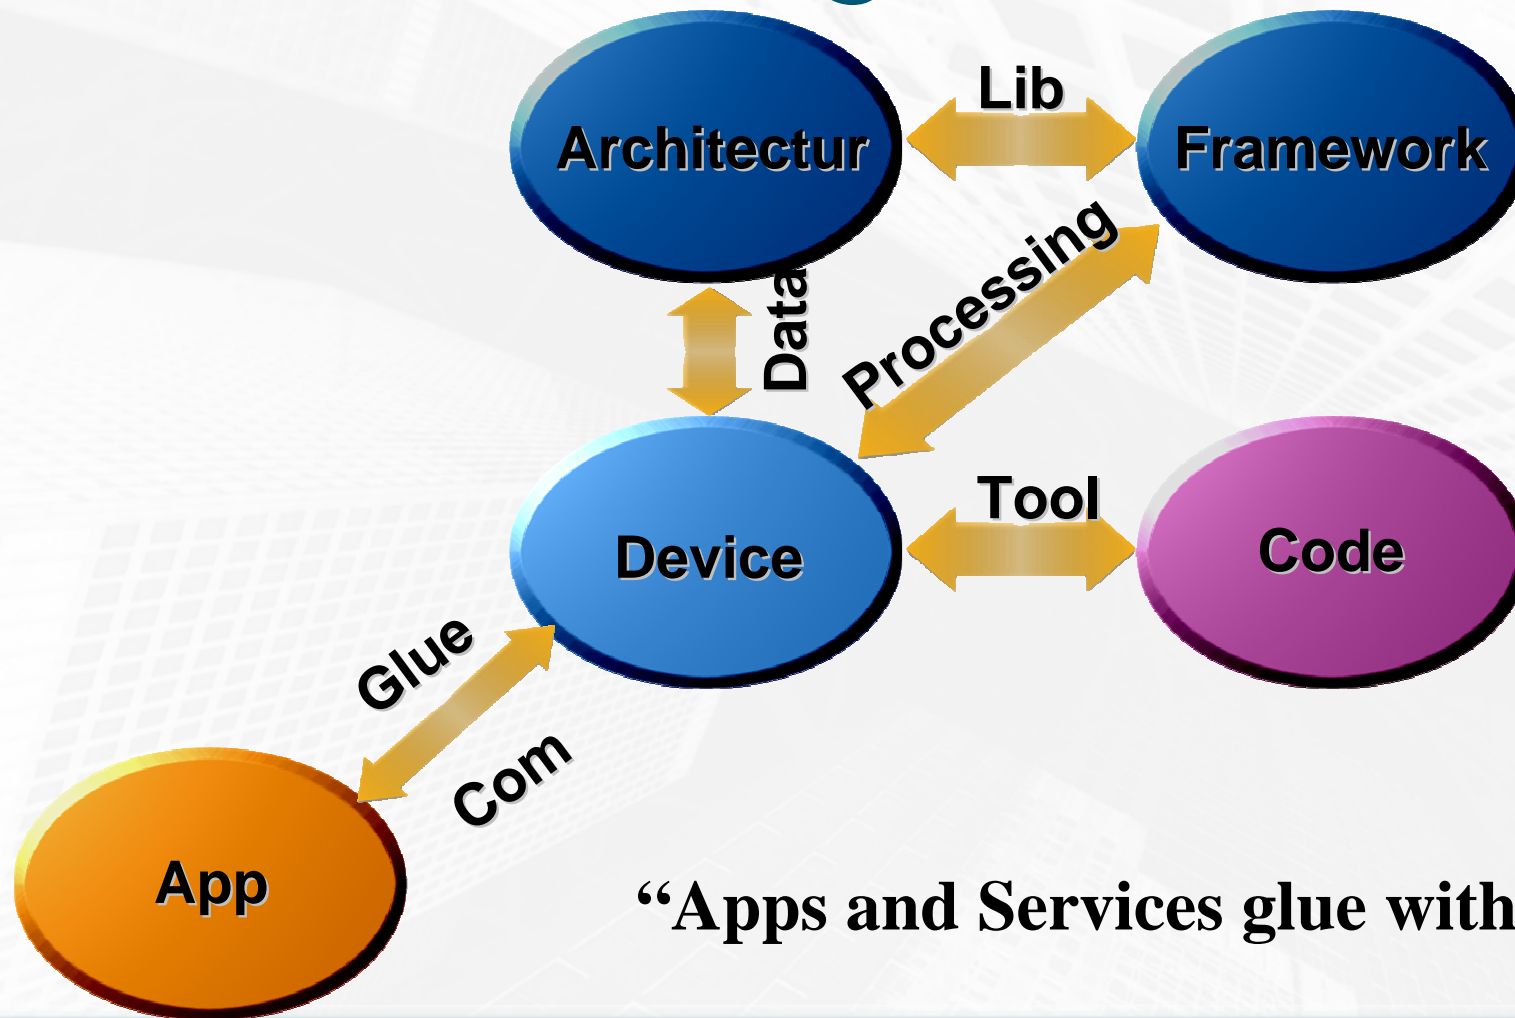 Lib
Architectur
Framework
Processing
Data
Tool
Device
Code
Glue
Com
App
“Apps and Services glue with